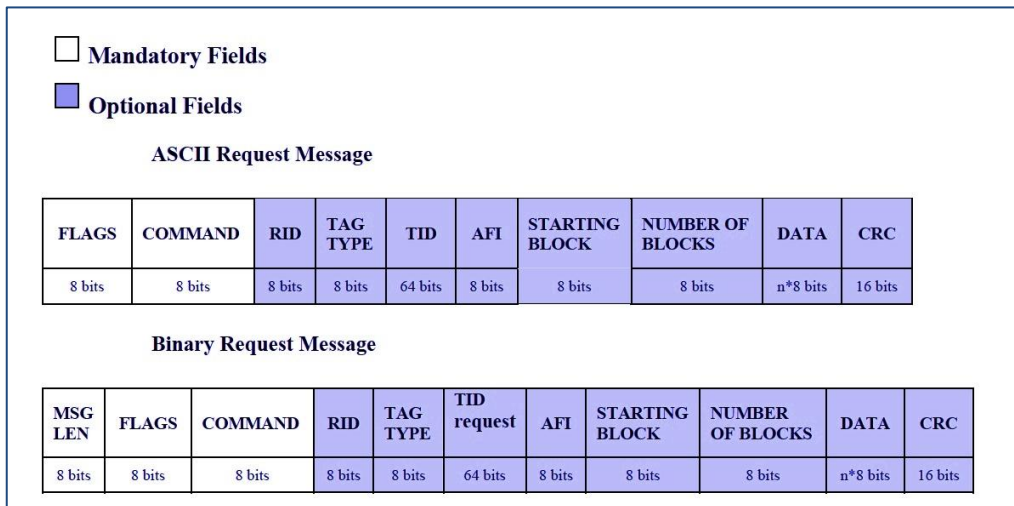 Mandatory Fields
Optional Fields
ASCII Request Message
FLAGS COMMAND RID TAG TYPE TID AFI STARTING BLOCK NUMBER OF BLOCKS DATA CRC
8 bits 8 bits 8 bits 8 bits 64 bits 8 bits 8 bits 8 bits n*8 bits 16 bits
Binary Request Message
MSG LEN FLAGS COMMAND RID TAG TYPE TID request AFI STARTING BLOCK NUMBER OF BLOCKS DATA CRC
8 bits 8 bits 8 bits 8 bits 8 bits 64 bits 8 bits 8 bits 8 bits n*8 bits 16 bits